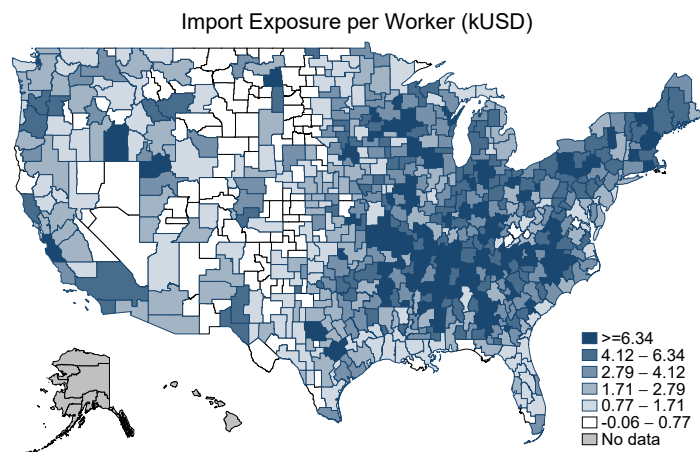 Import Exposure per Worker (kUSD)
>=6.34
4.12 – 6.34
2.79 – 4.12
1.71 – 2.79
0.77 – 1.71
-0.06 – 0.77
No data